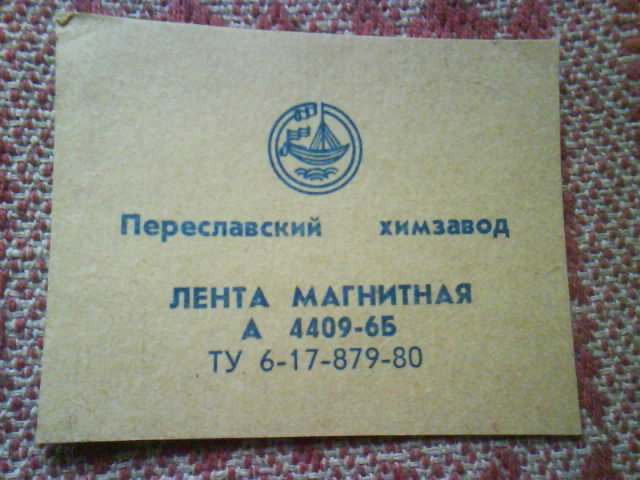 Переславский химзавод
ЛЕНТА МАГНИТНАЯ
А 4409-6Б
ТУ 6-17-879-80